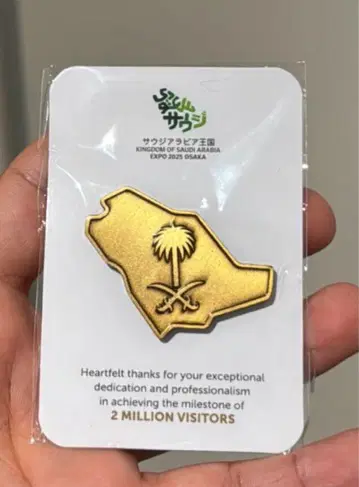 サウジ
サウジアラビア王国
KINGDOM OF SAUDI ARABIA
EXPO 2025 OSAKA
Heartfelt thanks for your exceptional
dedication and professionalism
in achieving the milestone of
2 MILLION VISITORS